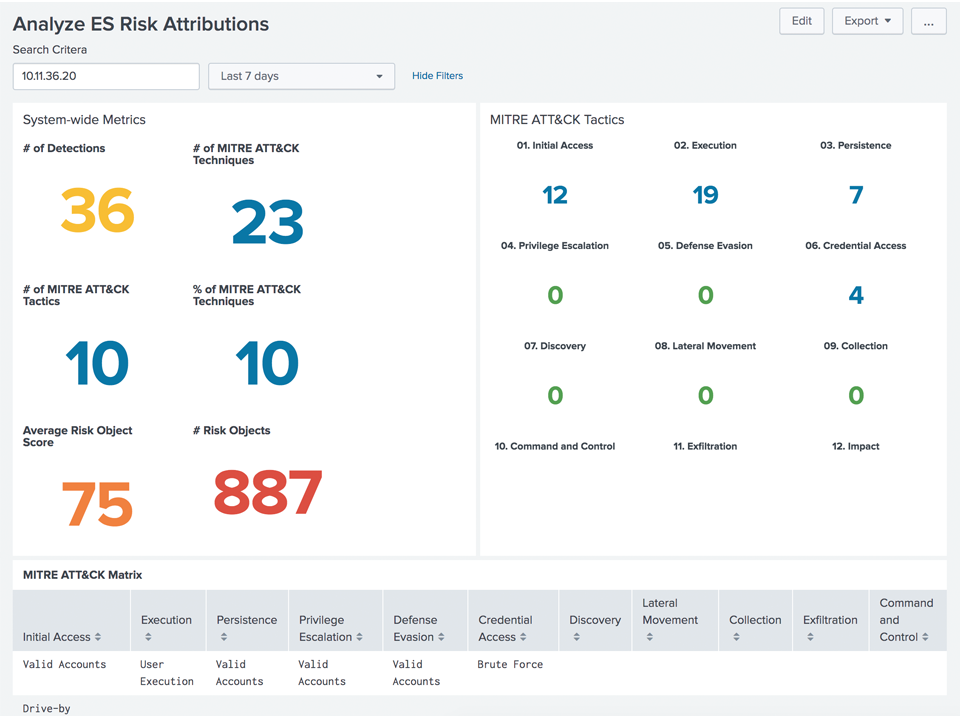 Analyze ES Risk Attributions
Edit
Export
...
Search Critera
10.11.36.20
Last 7 days
Hide Filters
System-wide Metrics
# of Detections
36
# of MITRE ATT&CK
Techniques
23
# of MITRE ATT&CK
Tactics
10
% of MITRE ATT&CK
Techniques
10
Average Risk Object
Score
75
# Risk Objects
887
MITRE ATT&CK Tactics
01. Initial Access
12
02. Execution
19
03. Persistence
7
04. Privilege Escalation
0
05. Defense Evasion
0
06. Credential Access
4
07. Discovery
0
08. Lateral Movement
0
09. Collection
0
10. Command and Control
11. Exfiltration
12. Impact
MITRE ATT&CK Matrix
Initial Access
Execution
Persistence
Privilege
Escalation
Defense
Evasion
Credential
Access
Discovery
Lateral
Movement
Collection
Exfiltration
Command
and
Control
Valid Accounts
User
Execution
Valid
Accounts
Valid
Accounts
Valid
Accounts
Brute Force
Drive-by